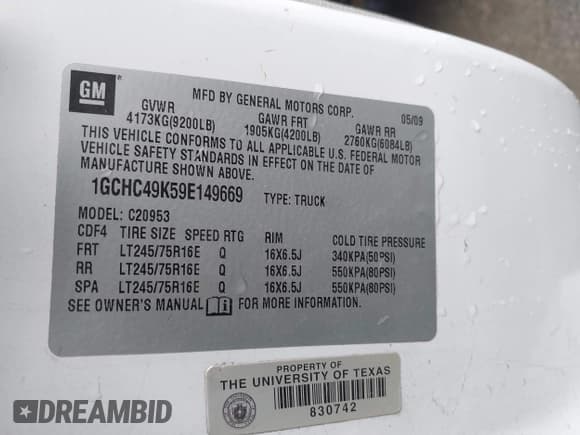 GM
MFD BY GENERAL MOTORS CORP. 05/09
GVWR GAWR FRT GAWR RR
4173KG(9200LB) 1905KG(4200LB) 2760KG(6084LB)
THIS VEHICLE CONFORMS TO ALL APPLICABLE U.S. FEDERAL MOTOR
VEHICLE SAFETY STANDARDS IN EFFECT ON THE DATE OF
MANUFACTURE SHOWN ABOVE.
1GCHC49K59E149669 TYPE: TRUCK
MODEL: C20953
CDF4 TIRE SIZE SPEED RTG RIM COLD TIRE PRESSURE
FRT LT245/75R16E Q 16X6.5J 340KPA(50PSI)
RR LT245/75R16E Q 16X6.5J 550KPA(80PSI)
SPA LT245/75R16E Q 16X6.5J 550KPA(80PSI)
SEE OWNER'S MANUAL FOR MORE INFORMATION.
PROPERTY OF
THE UNIVERSITY OF TEXAS
830742
DREAMBID